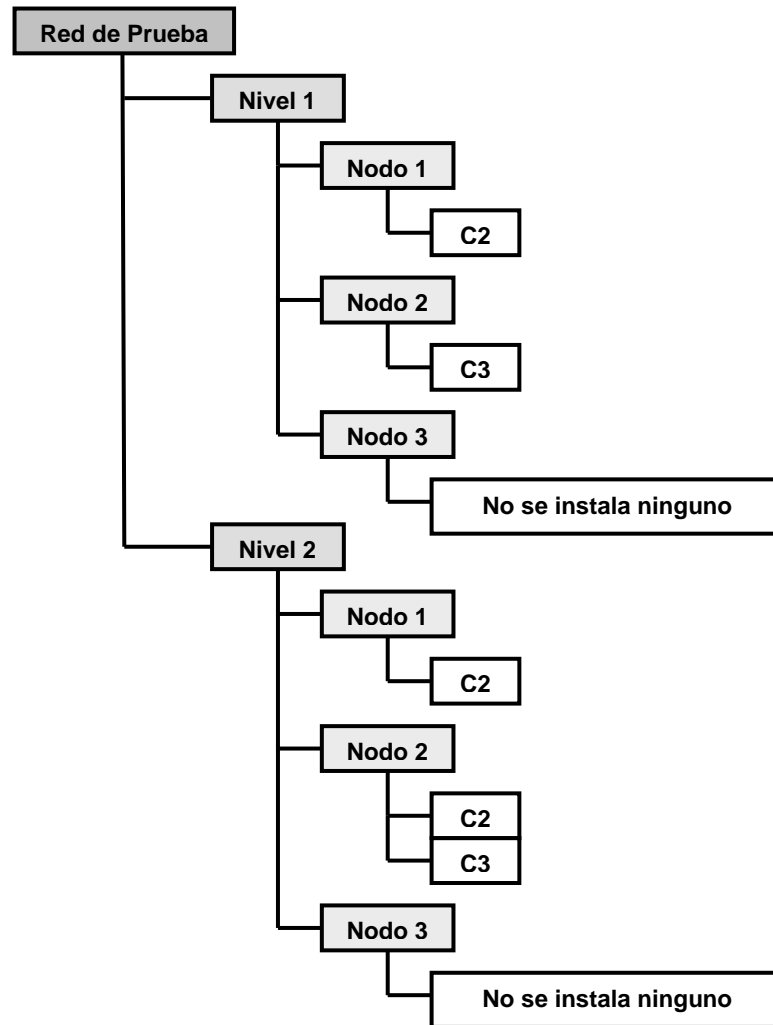 Red de Prueba
Nivel 1
Nodo 1
C2
Nodo 2
C3
Nodo 3
No se instala ninguno
Nivel 2
Nodo 1
C2
Nodo 2
C2
C3
Nodo 3
No se instala ninguno